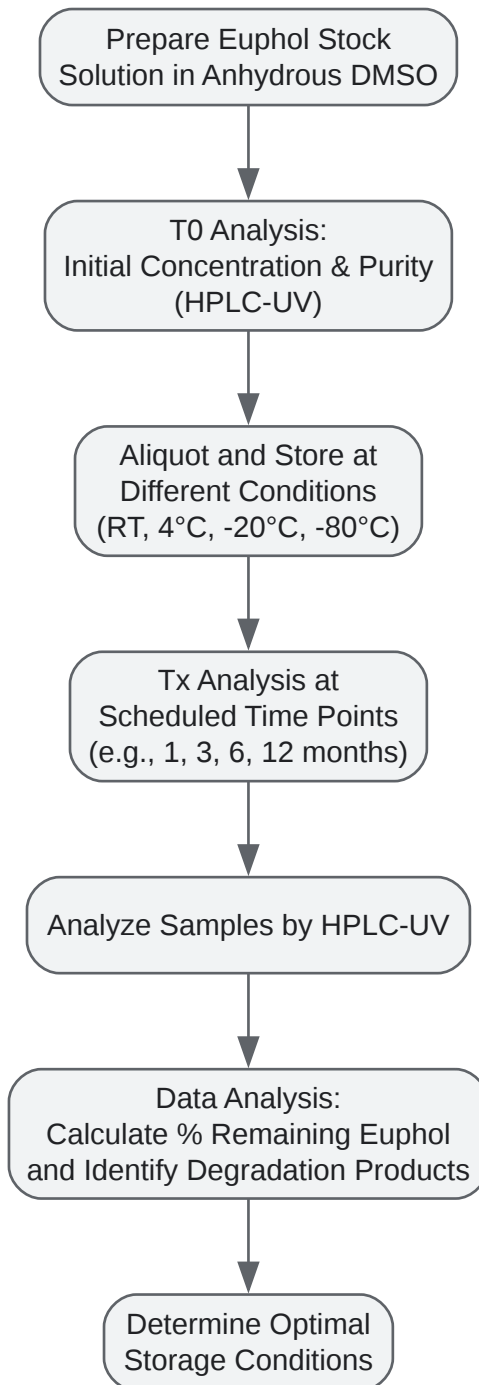 Prepare Euphol Stock
Solution in Anhydrous DMSO
T0 Analysis:
Initial Concentration & Purity
(HPLC-UV)
Aliquot and Store at
Different Conditions
(RT, 4°C, -20°C, -80°C)
Tx Analysis at
Scheduled Time Points
(e.g., 1, 3, 6, 12 months)
Analyze Samples by HPLC-UV
Data Analysis:
Calculate % Remaining Euphol
and Identify Degradation Products
Determine Optimal
Storage Conditions